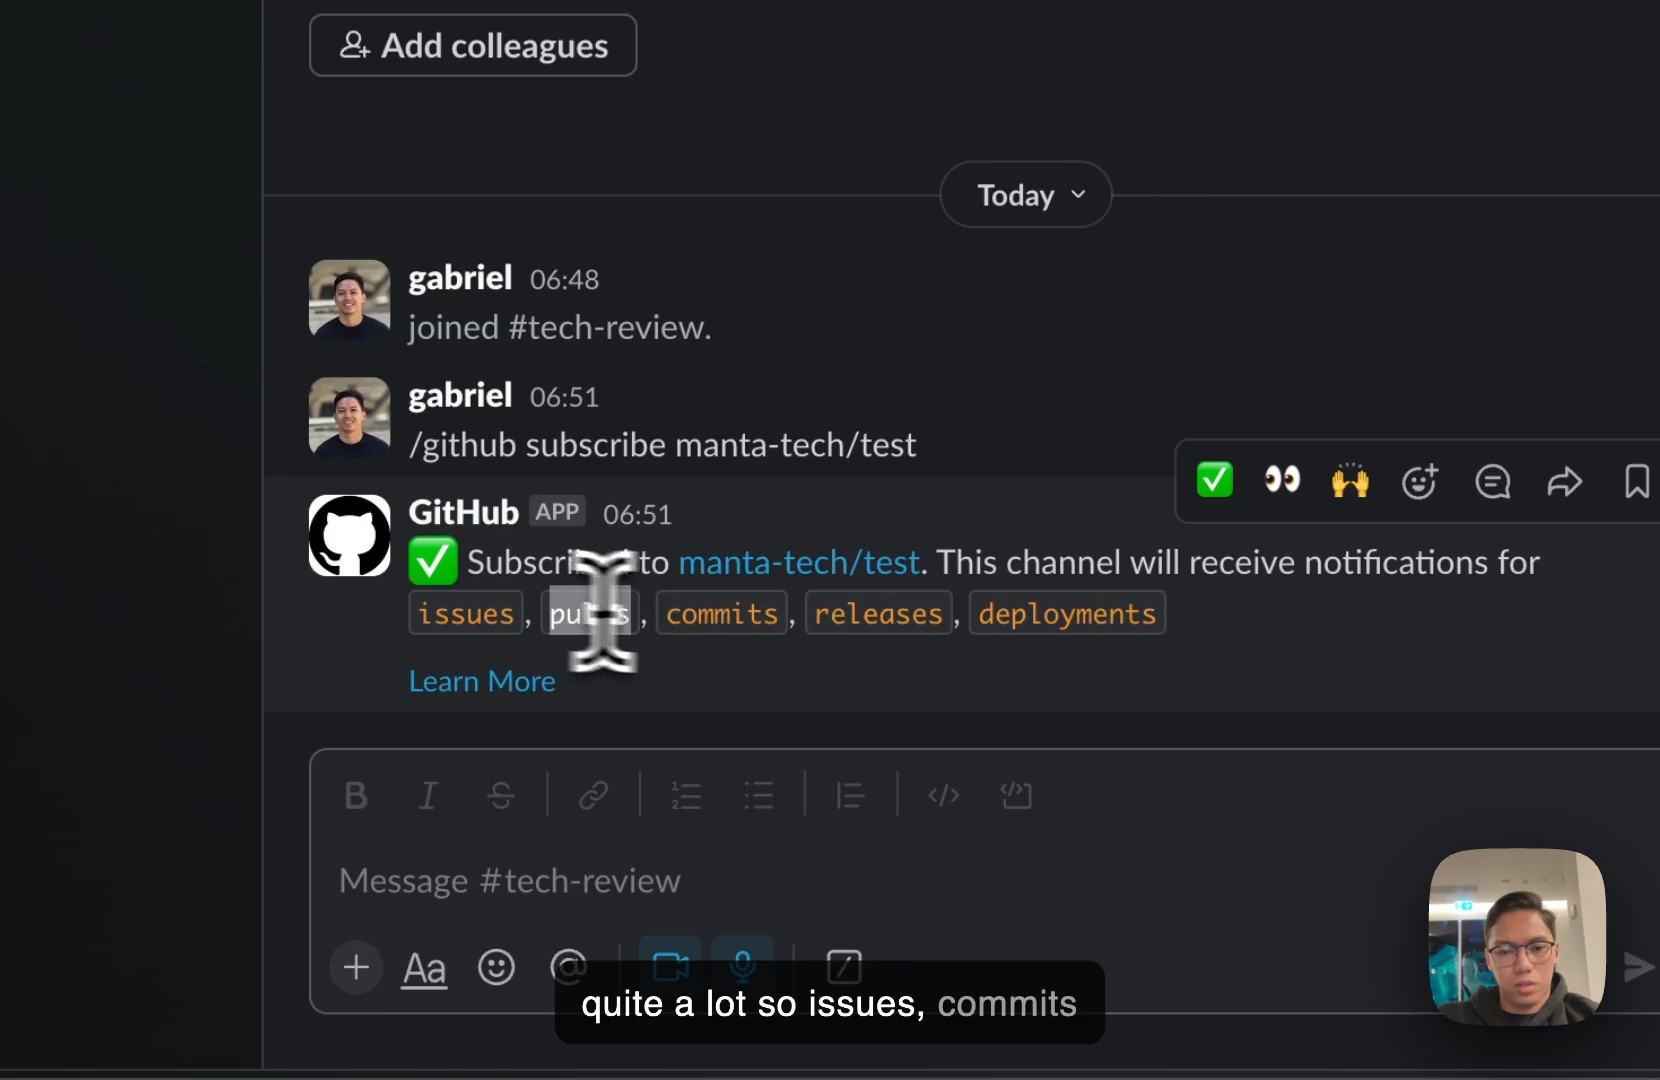 Add colleagues
Today
gabriel 06:48
joined #tech-review.
gabriel 06:51
/github subscribe manta-tech/test
GitHub APP 06:51
to manta-tech/test. This channel will receive notifications for
issues, pulls, commits, releases, deployments
Learn More
B I S
Message #tech-review
+ Aa @
quite a lot so issues, commits